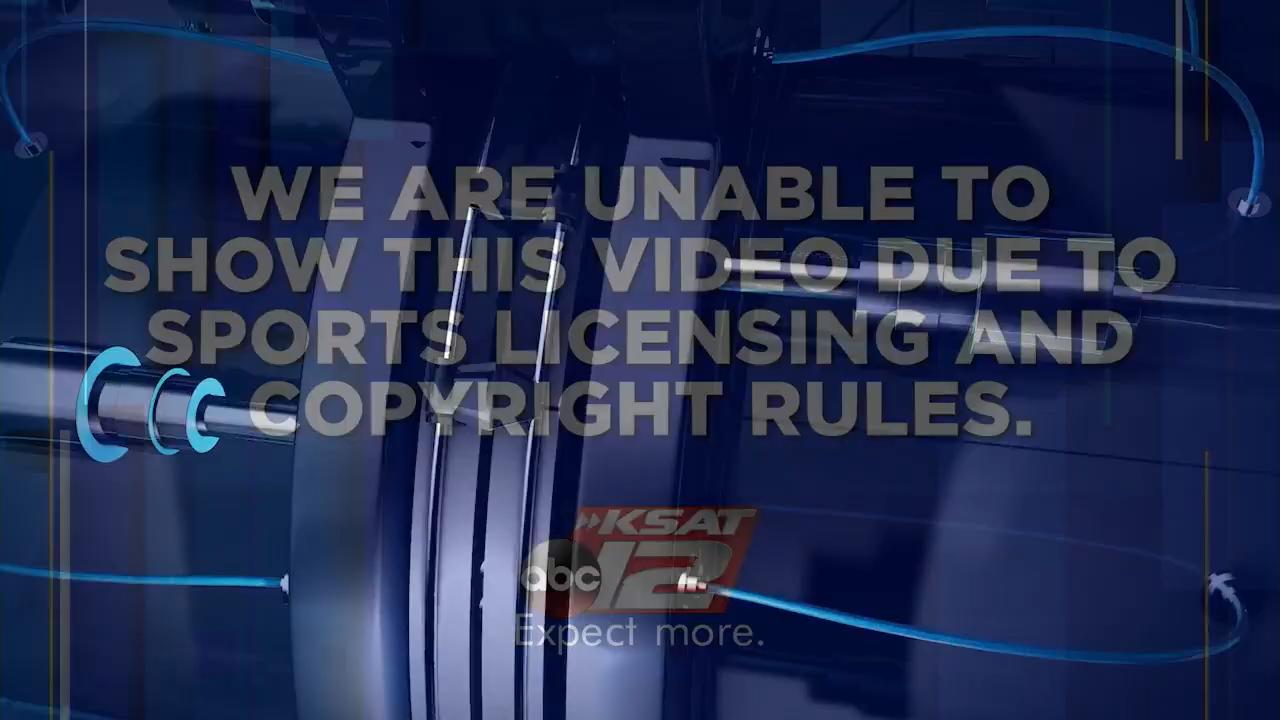 WE ARE UNABLE TO
SHOW THIS VIDEO DUE TO
SPORTS LICENSING AND
COPYRIGHT RULES.
KSAT
abc 12
Expect more.